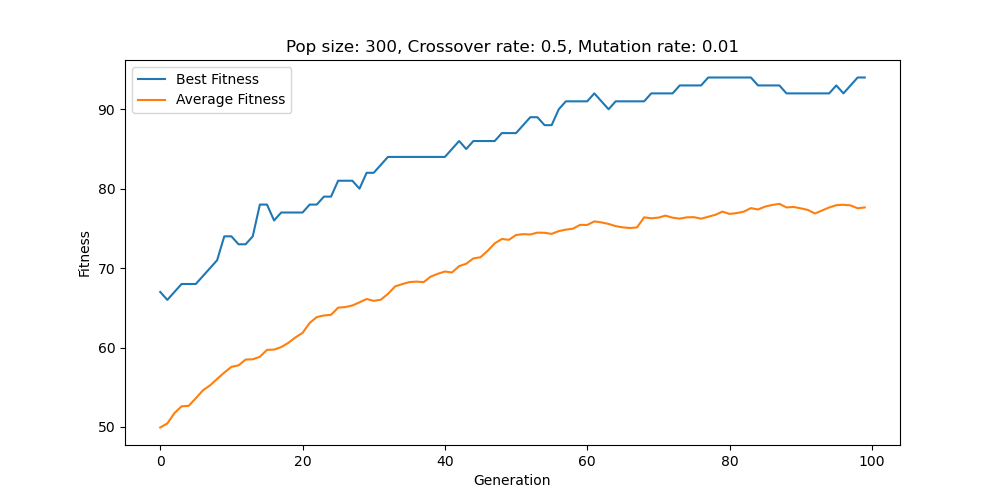 Pop size: 300, Crossover rate: 0.5, Mutation rate: 0.01
Best Fitness
Average Fitness
90
80
70
60
50
Fitness
0 20 40 60 80 100
Generation